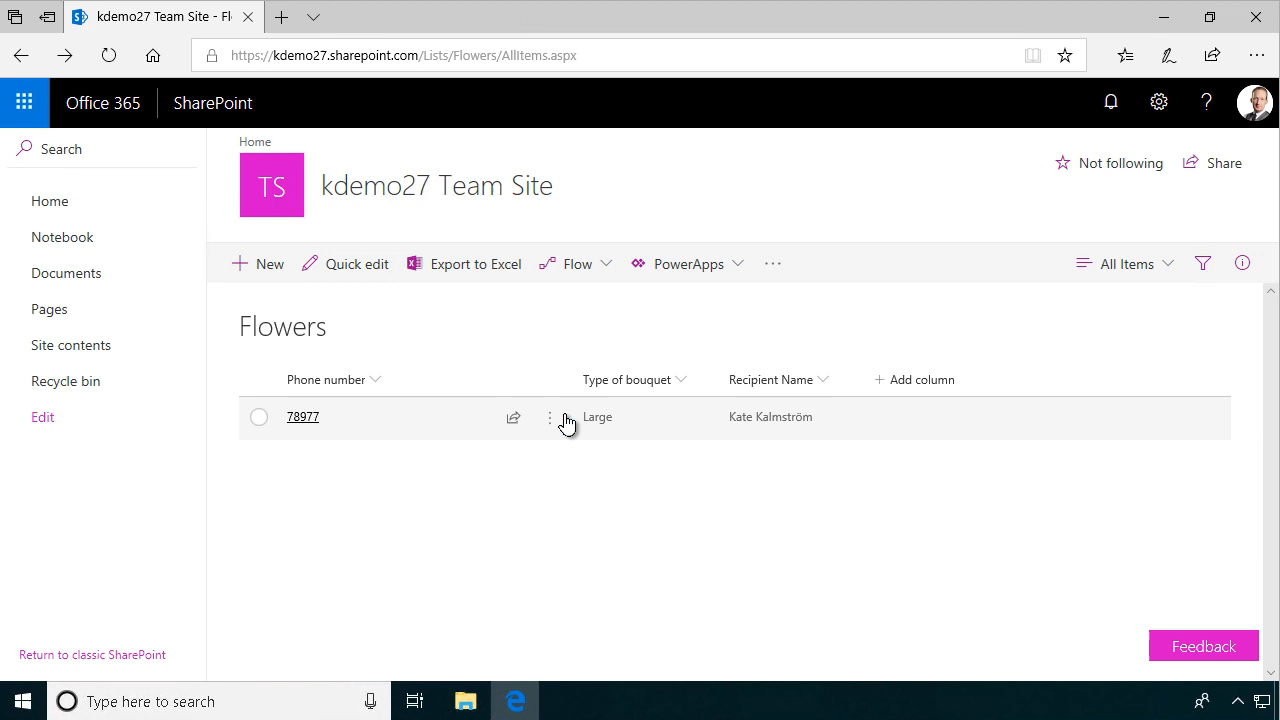 kdemo27 Team Site - Fl
https://kdemo27.sharepoint.com/Lists/Flowers/AllItems.aspx
Office 365
SharePoint
?
Search
Home
Notebook
Documents
Pages
Site contents
Recycle bin
Edit
Return to classic SharePoint
Home
TS
kdemo27 Team Site
Not following
Share
New
Quick edit
Export to Excel
Flow
PowerApps
All Items
Flowers
Phone number
Type of bouquet
Recipient Name
Add column
78977
Large
Kate Kalmström
Feedback
Type here to search